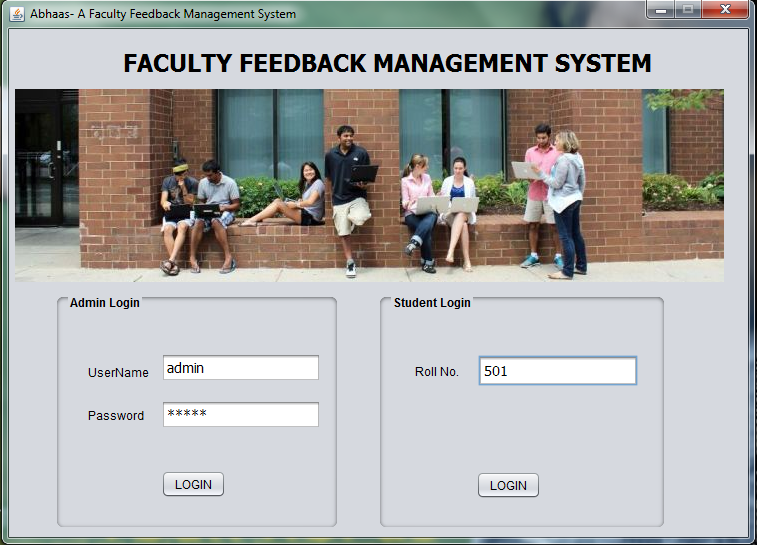 Abhaas- A Faculty Feedback Management System
FACULTY FEEDBACK MANAGEMENT SYSTEM
Admin Login
UserName admin
Password *****
LOGIN
Student Login
Roll No. 501
LOGIN